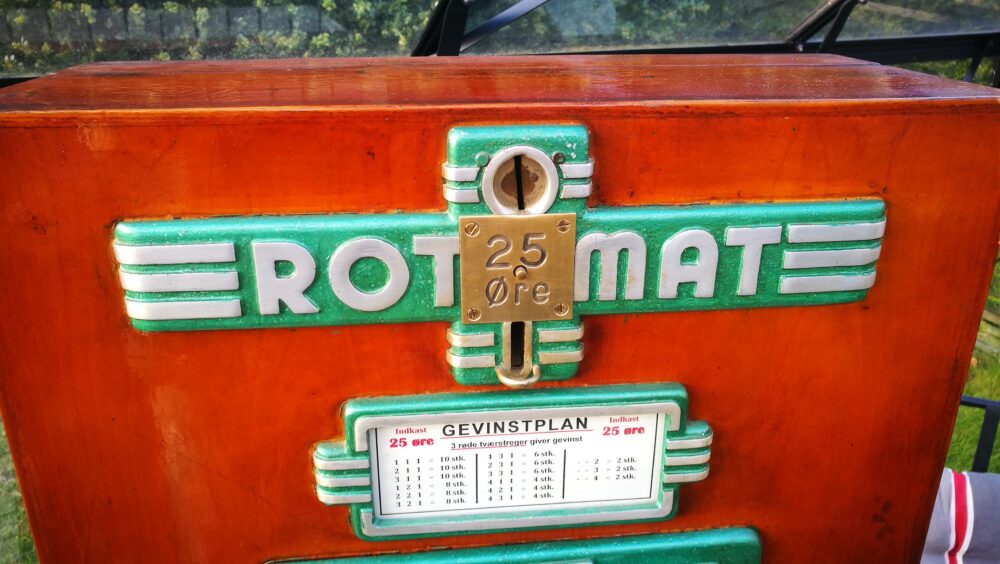 ROTOMAT
25
Øre
GEVINSTPLAN
Indkast
25 øre
Indkast
25 øre
3 røde tværstreger giver gevinst
1 1 1 = 10 stk.
2 1 1 = 10 stk.
3 1 1 = 10 stk.
1 2 1 = 8 stk.
2 2 1 = 8 stk.
3 2 1 = 8 stk.
1 3 1 = 6 stk.
2 3 1 = 6 stk.
3 3 1 = 6 stk.
4 1 1 = 4 stk.
4 2 1 = 4 stk.
4 3 1 = 4 stk.
- - 2 = 2 stk.
- - 3 = 2 stk.
- - 4 = 2 stk.